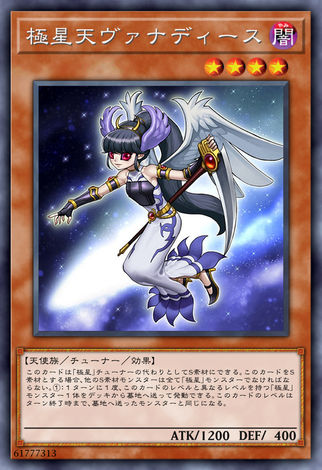 極星天ヴァナディース
闇
やみ
【天使族/チューナー/効果】
このカードは「極星」チューナーの代わりとしてS素材にできる。このカードをS
素材とする場合、他のS素材モンスターは全て「極星」モンスターでなければなら
ない。①:1ターンに1度、このカードのレベルと異なるレベルを持つ「極星」
モンスター1体をデッキから墓地へ送って発動できる。このカードのレベルは
ターン終了時まで、墓地へ送ったモンスターと同じになる。
ATK/1200 DEF/ 400
61777313